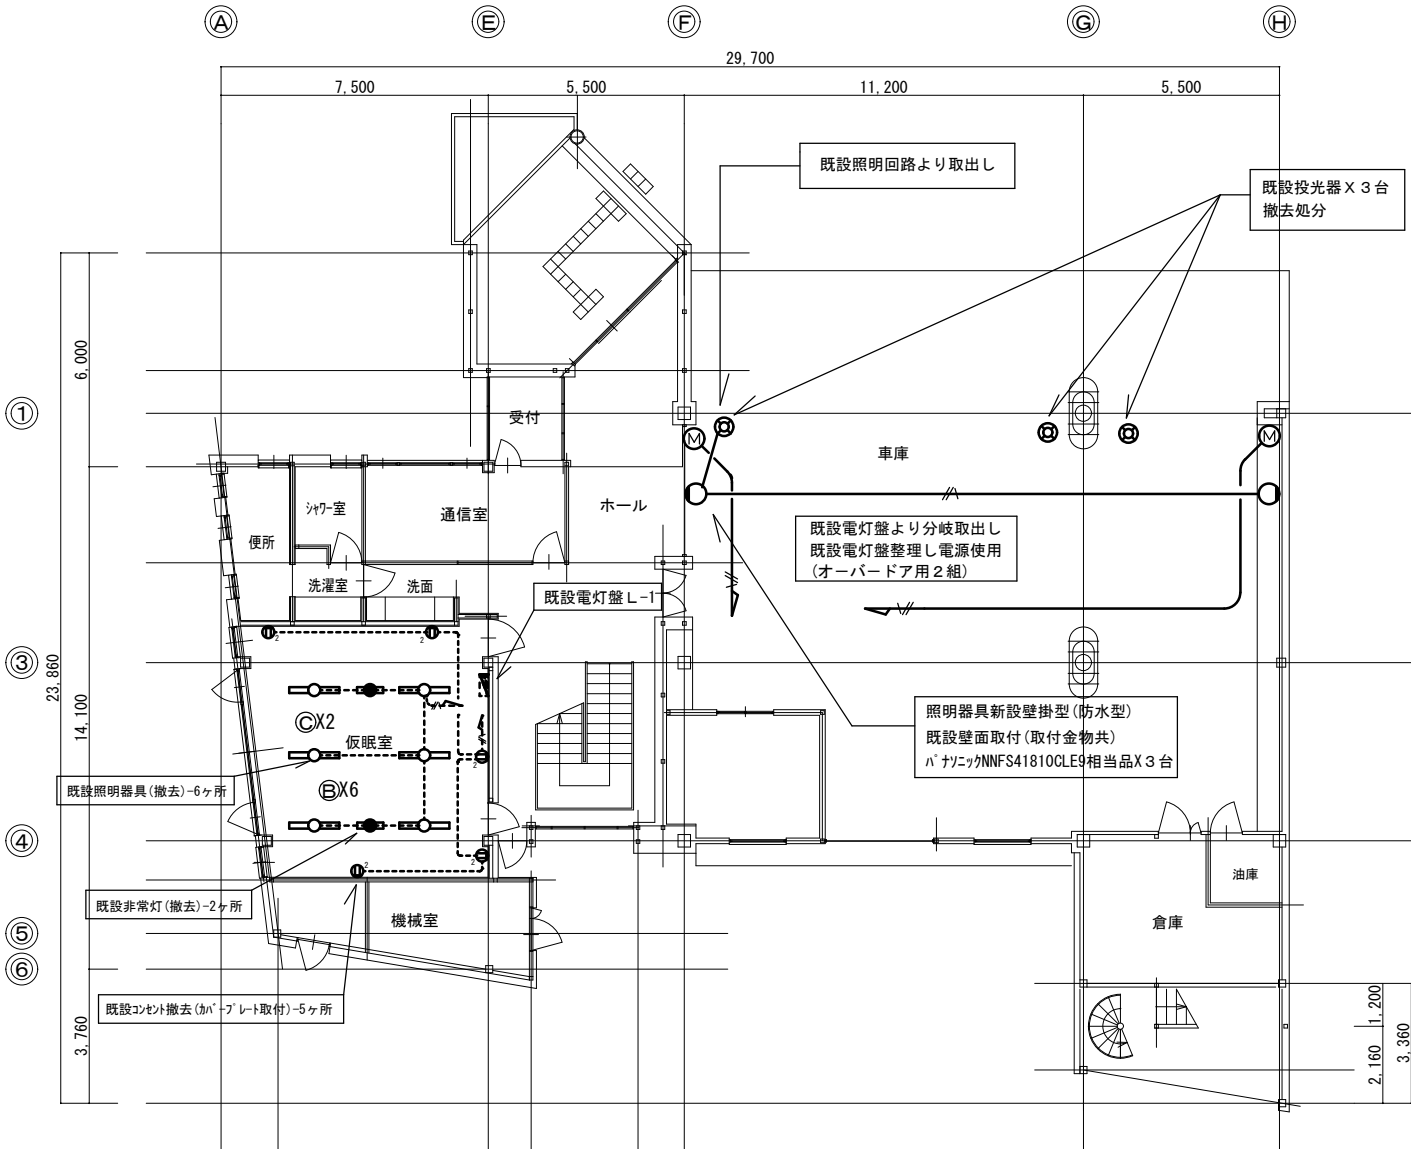 A E F G H
29,700
7,500 5,500 11,200 5,500
既設照明回路より取出し
既設投光器X3台
撤去処分
6,000
①
受付
M
M
車庫
シャワー室
通信室
ホール
便所
既設電灯盤より分岐取出し
既設電灯盤整理し電源使用
(オーバードア用2組)
洗濯室
洗面
既設電灯盤L-1
2
2
③
23,860
14,100
ⒸX2
仮眠室
照明器具新設壁掛型(防水型)
既設壁面取付(取付金物共)
パナソニックNNFS41810CLE9相当品X3台
既設照明器具(撤去)-6ヶ所
2
ⒷX6
④
2
2
油庫
既設非常灯(撤去)-2ヶ所
機械室
倉庫
⑤
⑥
既設コンセント撤去(カバープレート取付)-5ヶ所
3,760
1,200
2,160
3,360